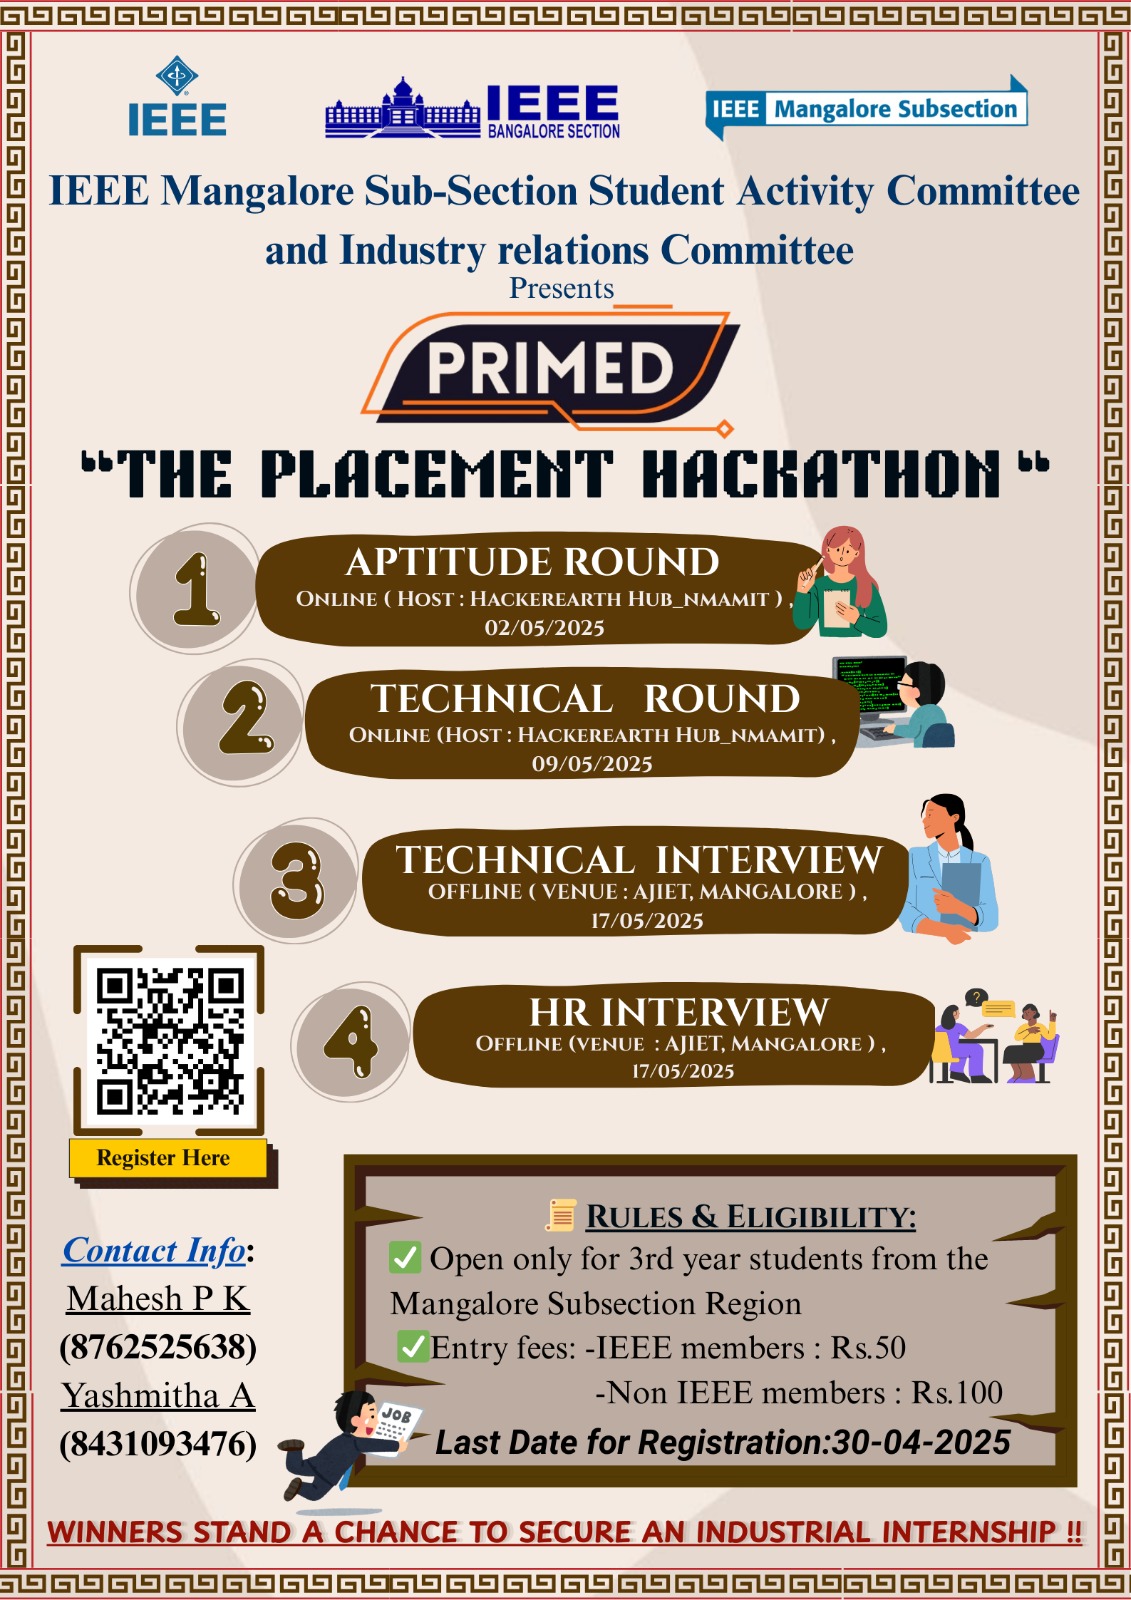 IEEE
IEEE
BANGALORE SECTION
IEEE Mangalore Subsection
IEEE Mangalore Sub-Section Student Activity Committee
and Industry relations Committee
Presents
PRIMED
“THE PLACEMENT HACKATHON “
1
APTITUDE ROUND
Online ( Host : Hackerearth Hub_nmamit ) ,
02/05/2025
2
TECHNICAL ROUND
Online (Host : Hackerearth Hub_nmamit) ,
09/05/2025
3
TECHNICAL INTERVIEW
OFFLINE ( VENUE : AJIET, MANGALORE ) ,
17/05/2025
4
HR INTERVIEW
Offline (venue : AJIET, Mangalore ) ,
17/05/2025
?
Register Here
Contact Info:
Mahesh P K
(8762525638)
Yashmitha A
(8431093476)
Rules & Eligibility:
Open only for 3rd year students from the
Mangalore Subsection Region
Entry fees: -IEEE members : Rs.50
-Non IEEE members : Rs.100
JOB
Last Date for Registration:30-04-2025
WINNERS STAND A CHANCE TO SECURE AN INDUSTRIAL INTERNSHIP !!